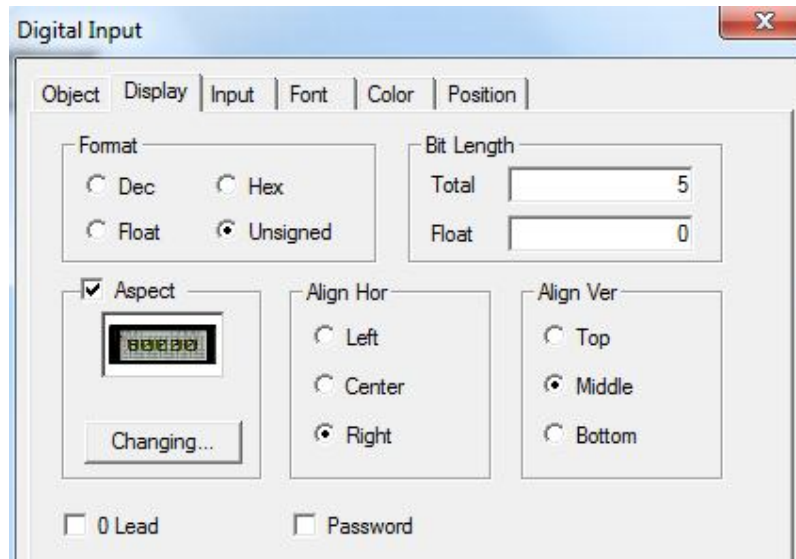 Digital Input
Object Display Input Font Color Position
Format
Dec Hex
Float Unsigned
Bit Length
Total 5
Float 0
Aspect
Changing...
Align Hor
Left
Center
Right
Align Ver
Top
Middle
Bottom
0 Lead Password